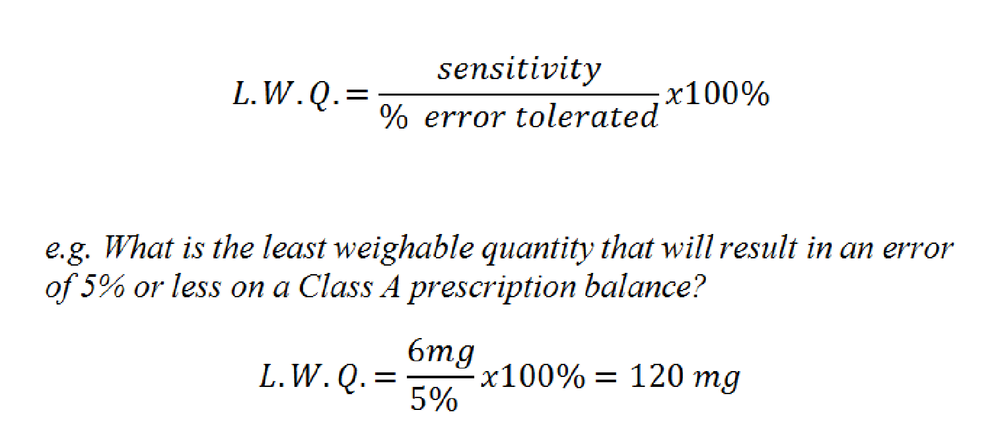 L.W.Q.= sensitivity / % error tolerated x100%
e.g. What is the least weighable quantity that will result in an error
of 5% or less on a Class A prescription balance?
L.W.Q.= 6mg / 5% x100% = 120 mg